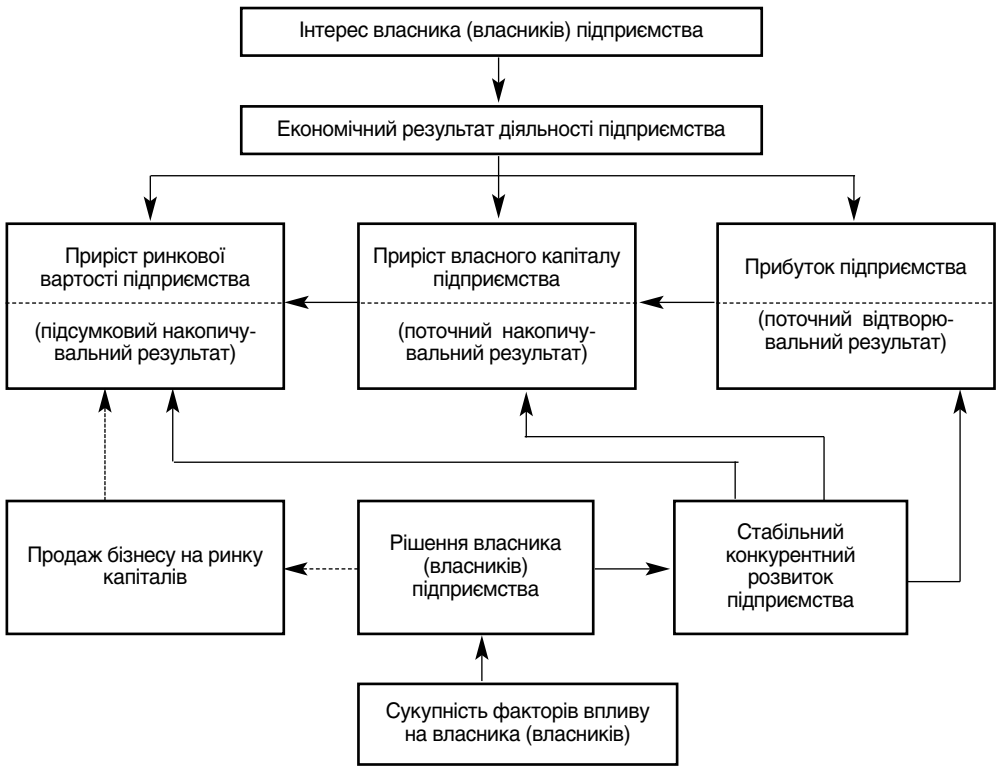 Інтерес власника (власників) підприємства
Економічний результат діяльності підприємства
Приріст ринкової
вартості підприємства
(підсумковий накопичу-
вальний результат)
Приріст власного капіталу
підприємства
(поточний накопичу-
вальний результат)
Прибуток підприємства
(поточний відтворю-
вальний результат)
Продаж бізнесу на ринку
капіталів
Рішення власника
(власників)
підприємства
Стабільний
конкурентний
розвиток
підприємства
Сукупність факторів впливу
на власника (власників)